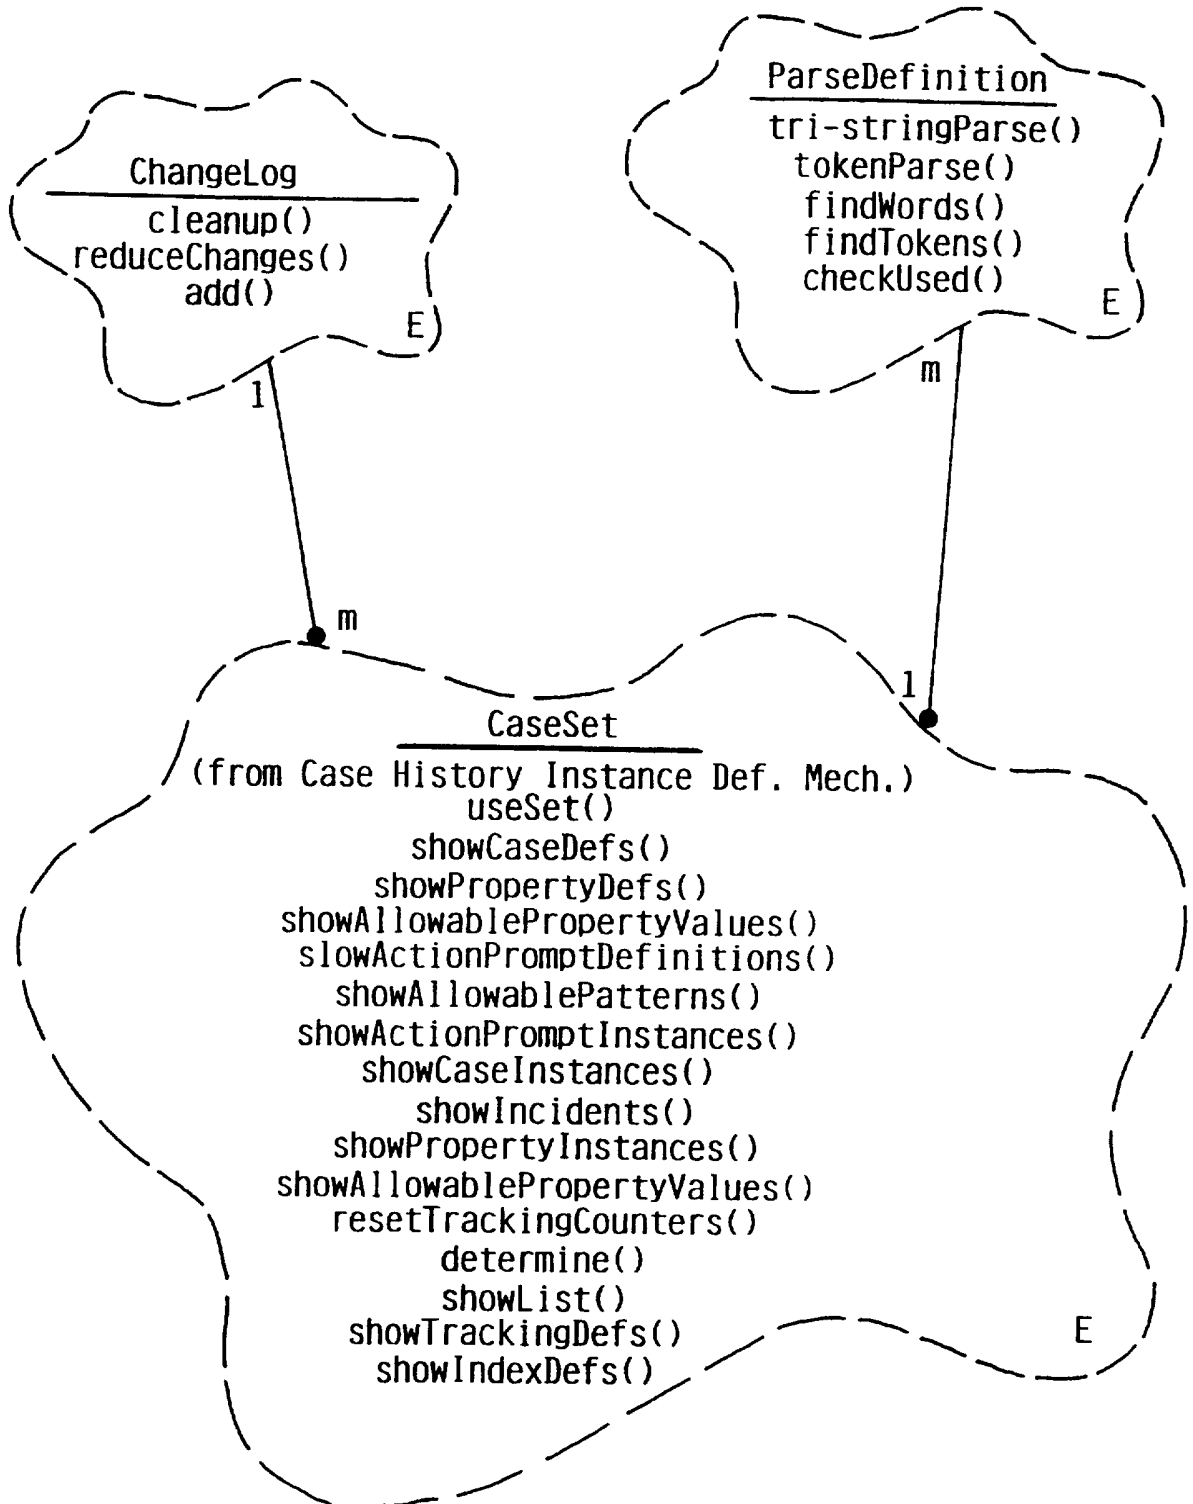 ParseDefinition
tri-stringParse()
tokenParse()
findWords()
findTokens()
checkUsed()
E
m
ChangeLog
cleanup()
reduceChanges()
add()
E
1
m
1
CaseSet
(from Case History Instance Def. Mech.)
useSet()
showCaseDefs()
showPropertyDefs()
showAllowablePropertyValues()
slowActionPromptDefinitions()
showAllowablePatterns()
showActionPromptInstances()
showCaseInstances()
showIncidents()
showPropertyInstances()
showAllowablePropertyValues()
resetTrackingCounters()
determine()
showList()
showTrackingDefs()
showIndexDefs()
E